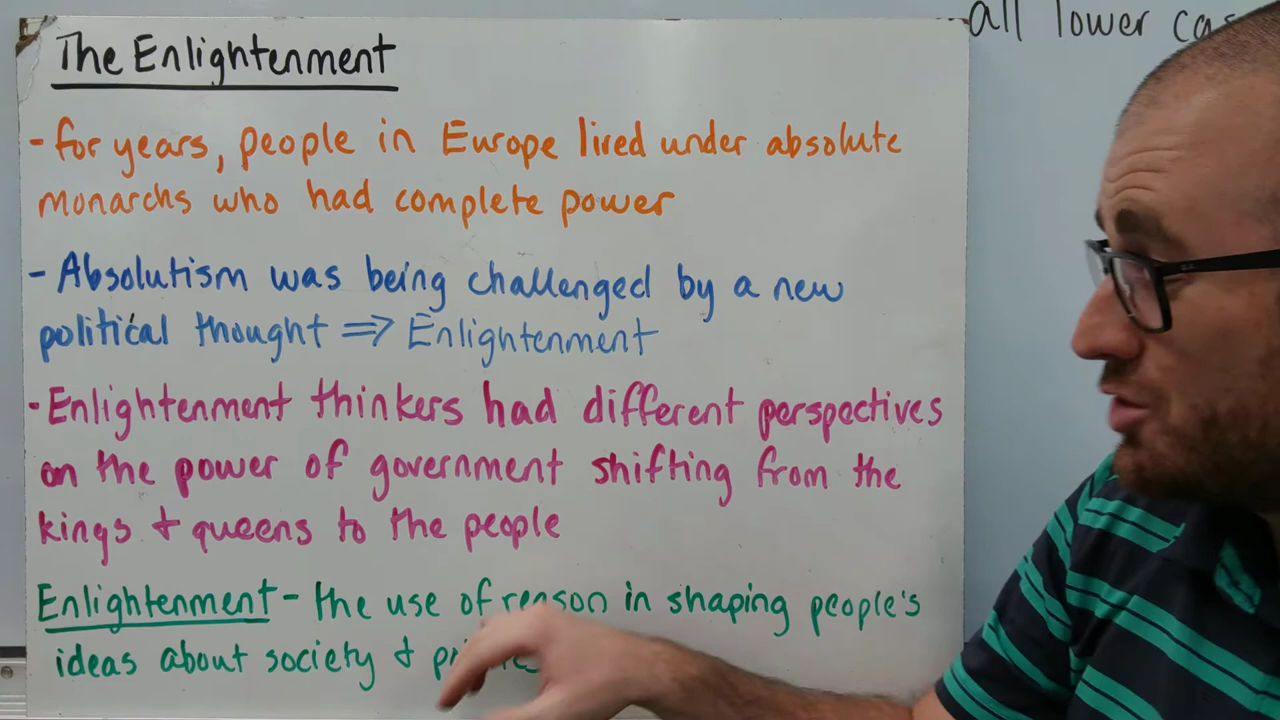 all lower
The Enlightenment
- for years, people in Europe lived under absolute
monarchs who had complete power
- Absolutism was being challenged by a new
political thought ⇒ Enlightenment
- Enlightenment thinkers had different perspectives
on the power of government shifting from the
kings + queens to the people
Enlightenment - the use of reason in shaping people's
ideas about society +